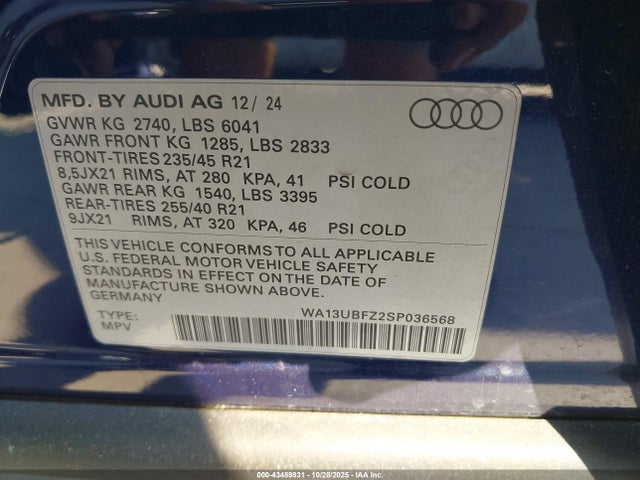 MFD. BY AUDI AG 12/ 24
GVWR KG 2740, LBS 6041
GAWR FRONT KG 1285, LBS 2833
FRONT-TIRES 235/45 R21
8,5JX21 RIMS, AT 280 KPA, 41 PSI COLD
GAWR REAR KG 1540, LBS 3395
REAR-TIRES 255/40 R21
9JX21 RIMS, AT 320 KPA, 46 PSI COLD
THIS VEHICLE CONFORMS TO ALL APPLICABLE
U.S. FEDERAL MOTOR VEHICLE SAFETY
STANDARDS IN EFFECT ON THE DATE OF
MANUFACTURE SHOWN ABOVE.
GERMANY
TYPE: WA13UBFZ2SP036568
MPV
000-43489831 - 10/28/2025 - IAA Inc.